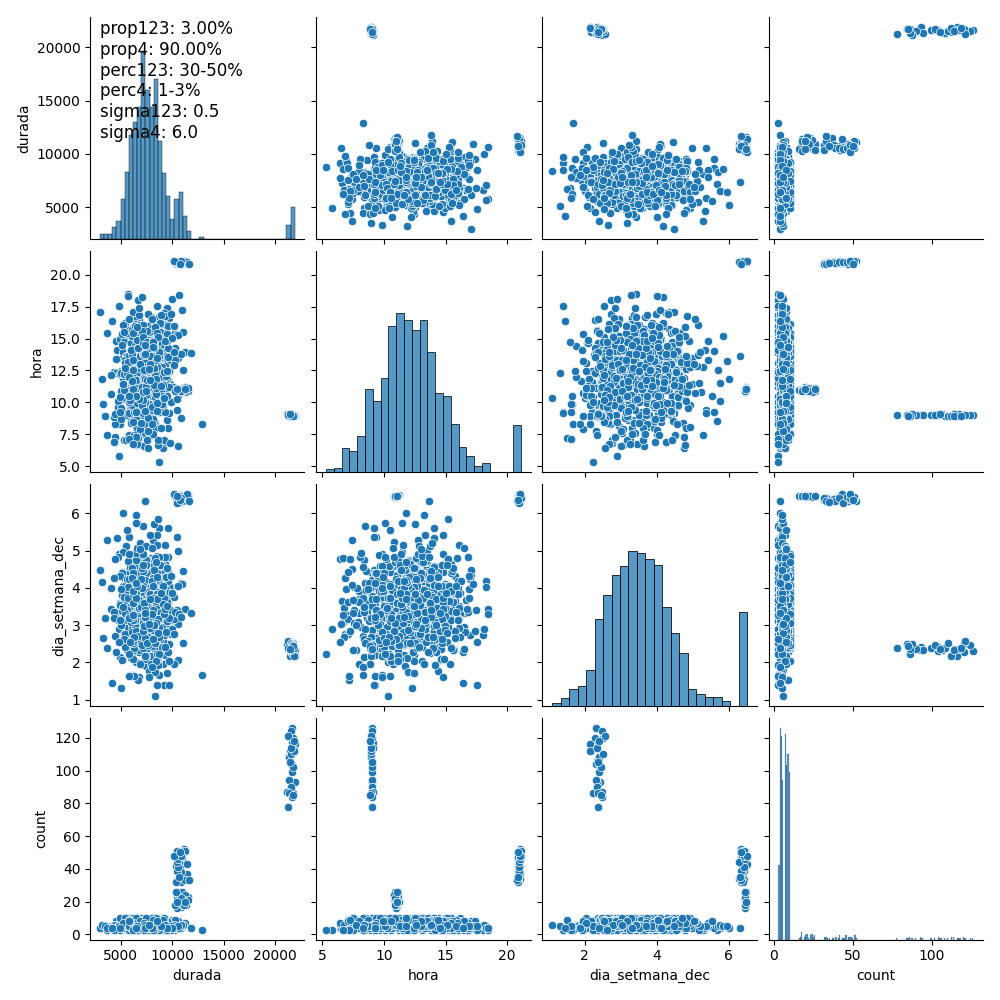 prop123: 3.00%
prop4: 90.00%
perc123: 30-50%
perc4: 1-3%
sigma123: 0.5
sigma4: 6.0
20000
15000
10000
5000
durada
20.0
17.5
15.0
12.5
10.0
7.5
5.0
hora
6
5
4
3
2
1
dia_setmana_dec
120
100
80
60
40
20
0
count
5000 10000 15000 20000
durada
5 10 15 20
hora
2 4 6
dia_setmana_dec
0 50 100
count